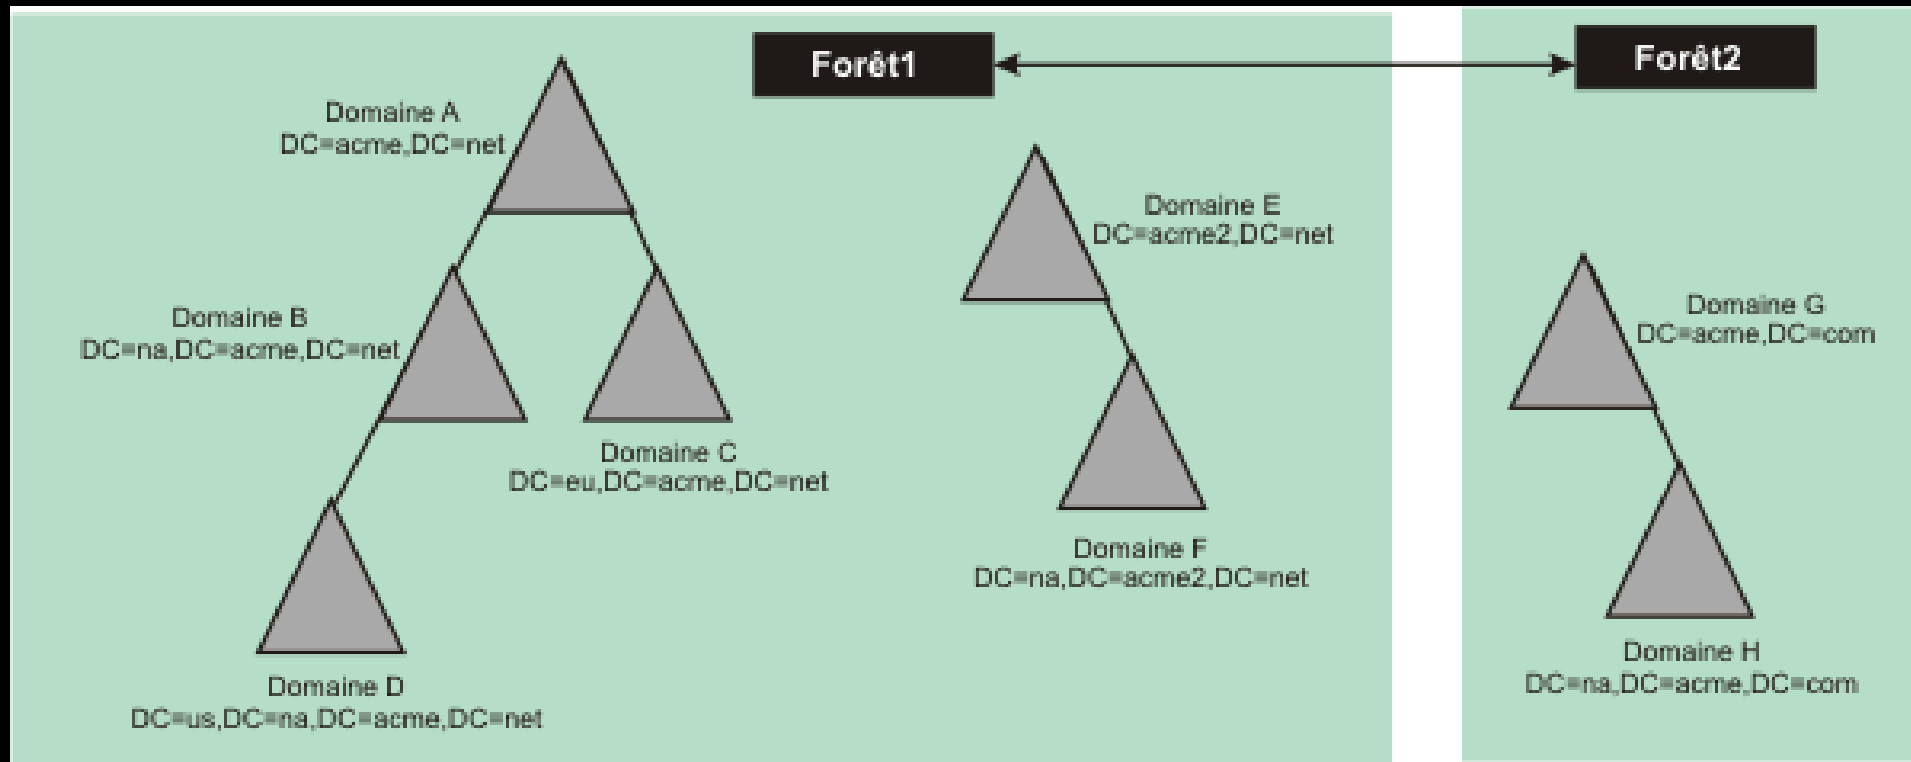 Forêt1
Forêt2
Domaine A
DC=acme,DC=net
Domaine E
DC=acme2,DC=net
Domaine B
DC=na,DC=acme,DC=net
Domaine G
DC=acme,DC=com
Domaine C
DC=eu,DC=acme,DC=net
Domaine F
DC=na,DC=acme2,DC=net
Domaine H
DC=na,DC=acme,DC=com
Domaine D
DC=us,DC=na,DC=acme,DC=net